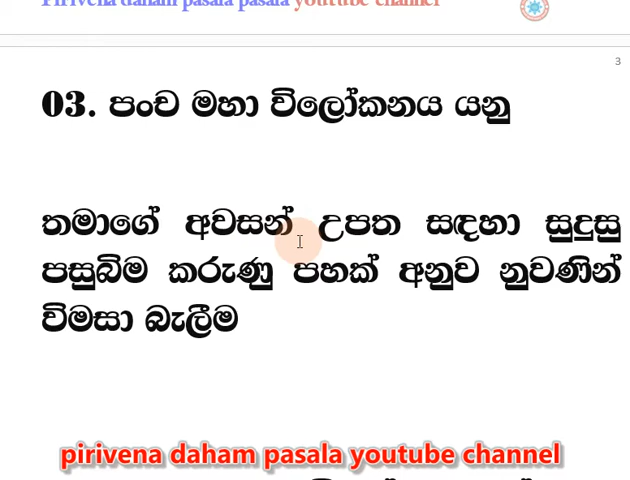 Pirivena daham pasala pasala youtube channel
3
03. පංච මහා විලෝකනය යනු
තමාගේ අවසන් උපත සඳහා සුදුසු
පසුබිම කරුණු පහක් අනුව නුවණින්
විමසා බැලීම
pirivena daham pasala youtube channel